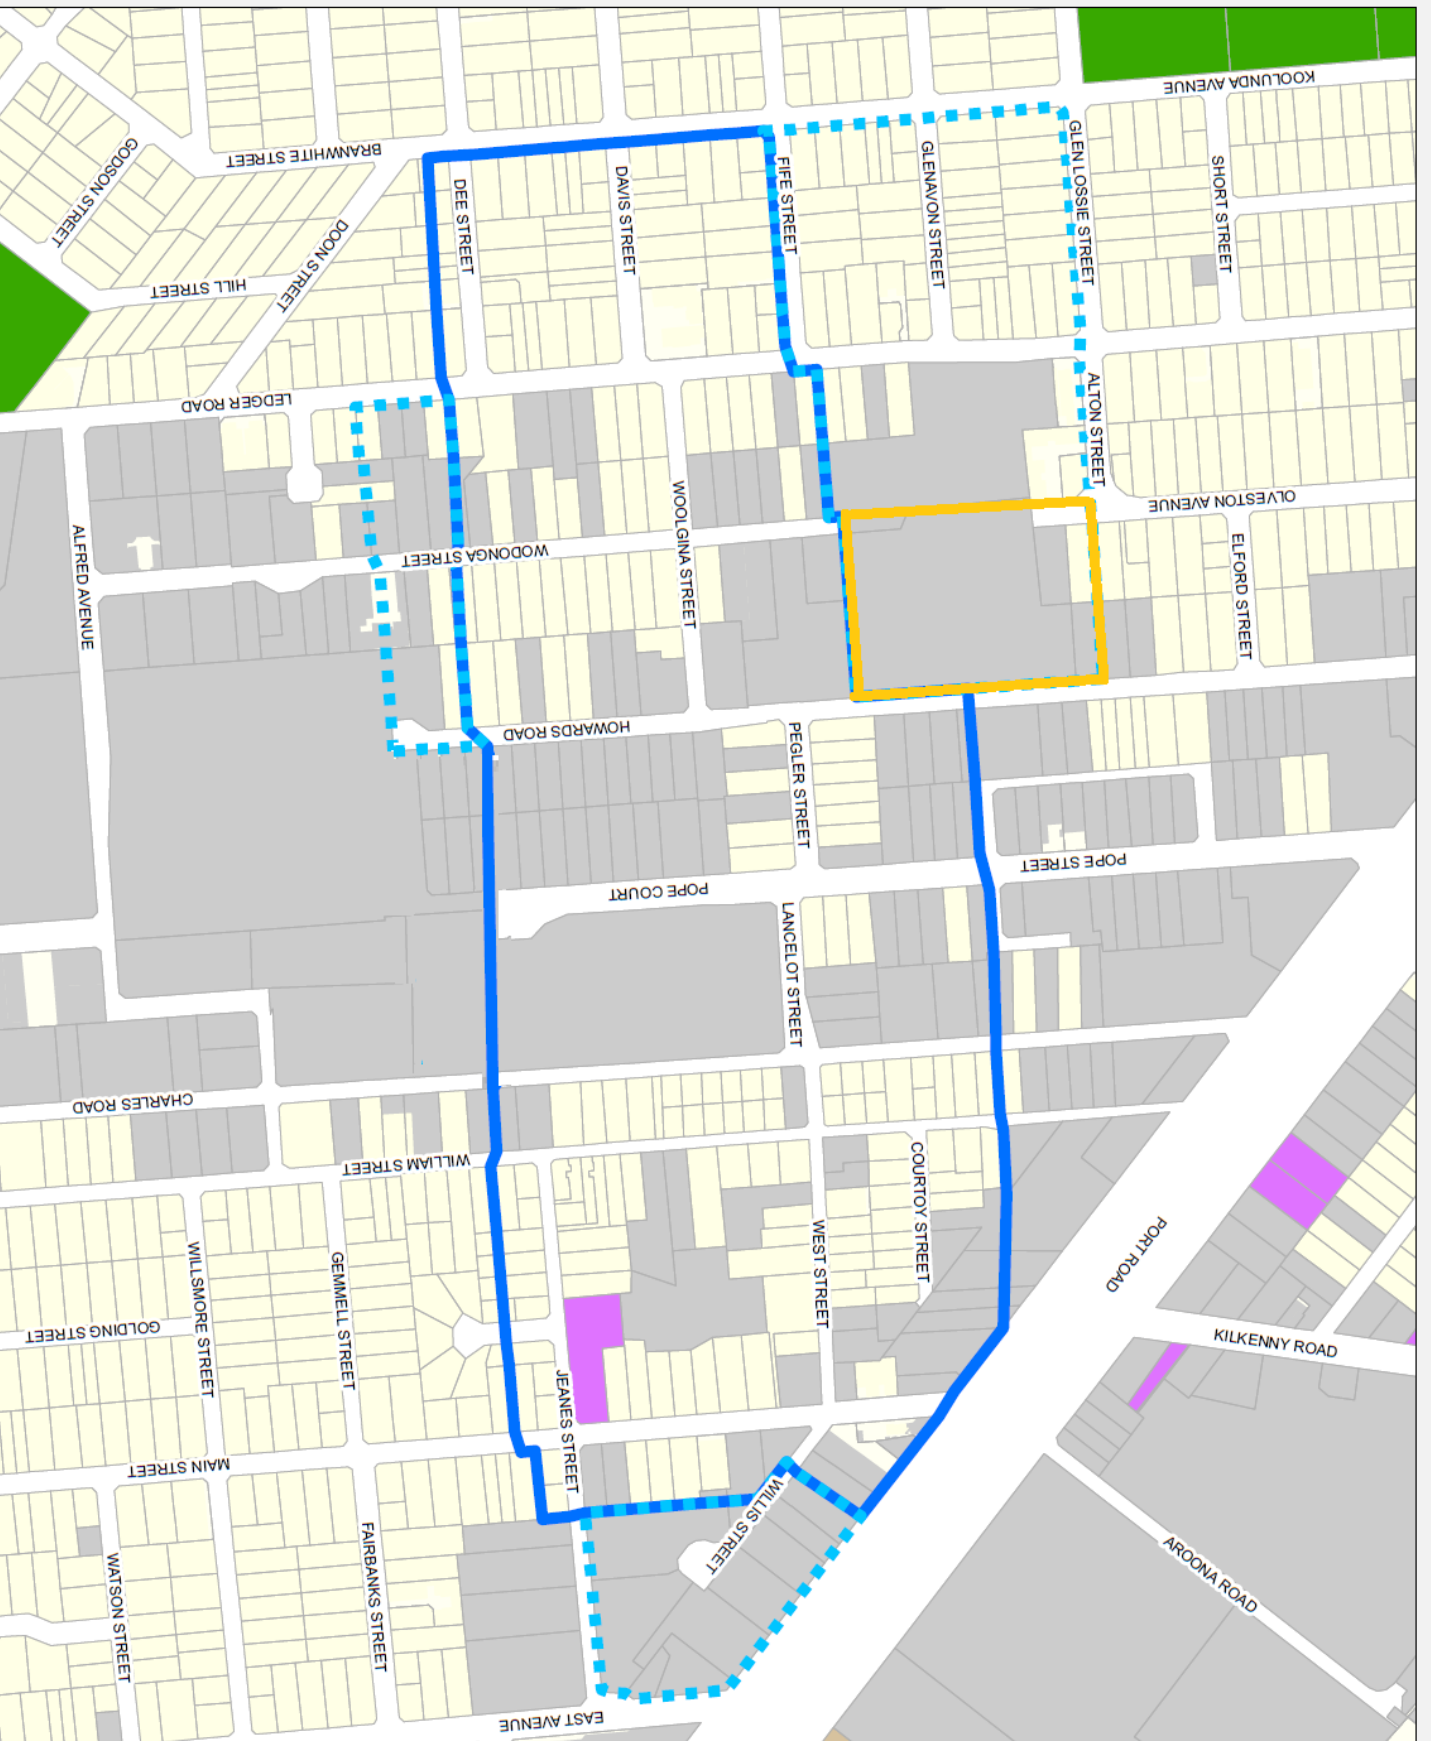 KOOLUNDA AVENUE
GODSON STREET
BRANWHITE STREET
GLEN LOSSIE STREET
GLENAVON STREET
FIFE STREET
SHORT STREET
DAVIS STREET
DEE STREET
DOON STREET
HILL STREET
LEDGER ROAD
ALTON STREET
OLVESTON AVENUE
WOOLGINA STREET
ALFRED AVENUE
WODONGA STREET
ELFORD STREET
HOWARDS ROAD
PEGLER STREET
POPE STREET
POPE COURT
LANCELOT STREET
CHARLES ROAD
WILLIAM STREET
COURTOY STREET
WEST STREET
PORT ROAD
WILLSMORE STREET
GEMMELL STREET
GOLDING STREET
KILKENNY ROAD
JEANES STREET
MAIN STREET
WILLIS STREET
FAIRBANKS STREET
WATSON STREET
AROONA ROAD
EAST AVENUE